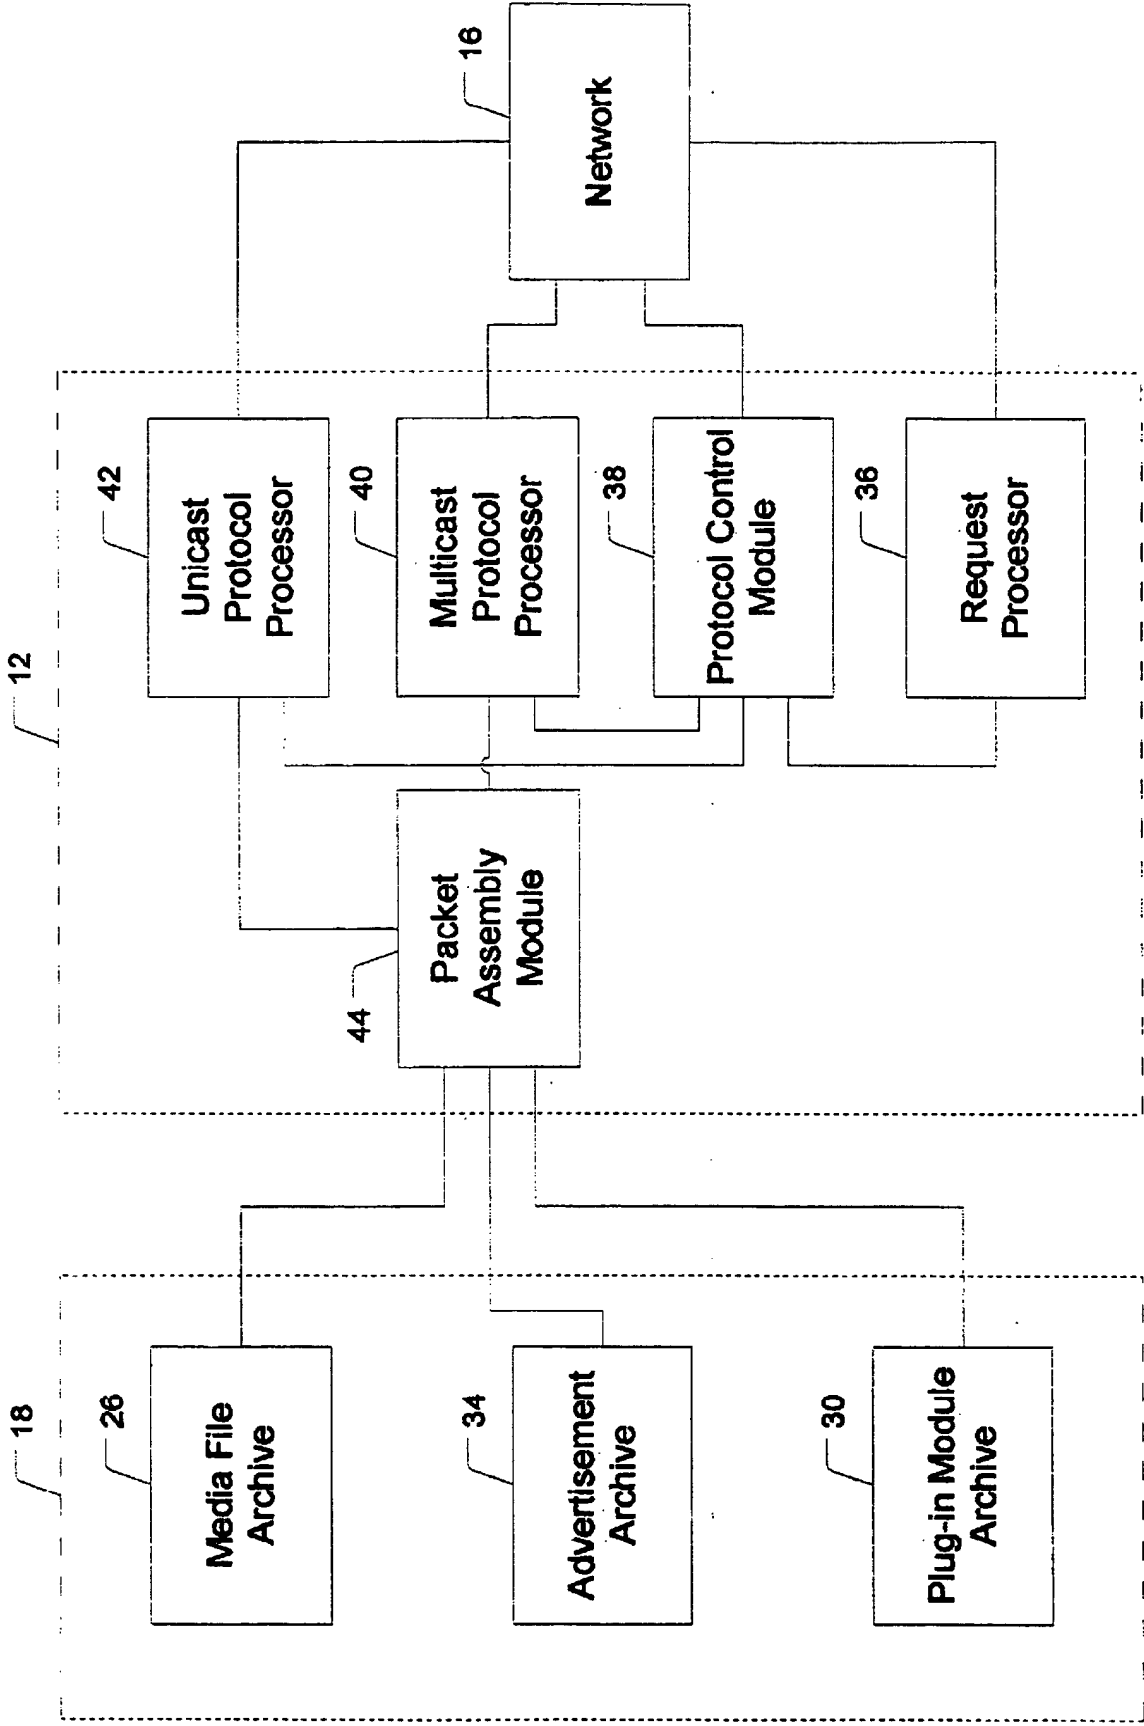 18
26
Media File
Archive
34
Advertisement
Archive
30
Plug-in Module
Archive
12
44
Packet
Assembly
Module
42
Unicast
Protocol
Processor
40
Multicast
Protocol
Processor
38
Protocol Control
Module
36
Request
Processor
16
Network